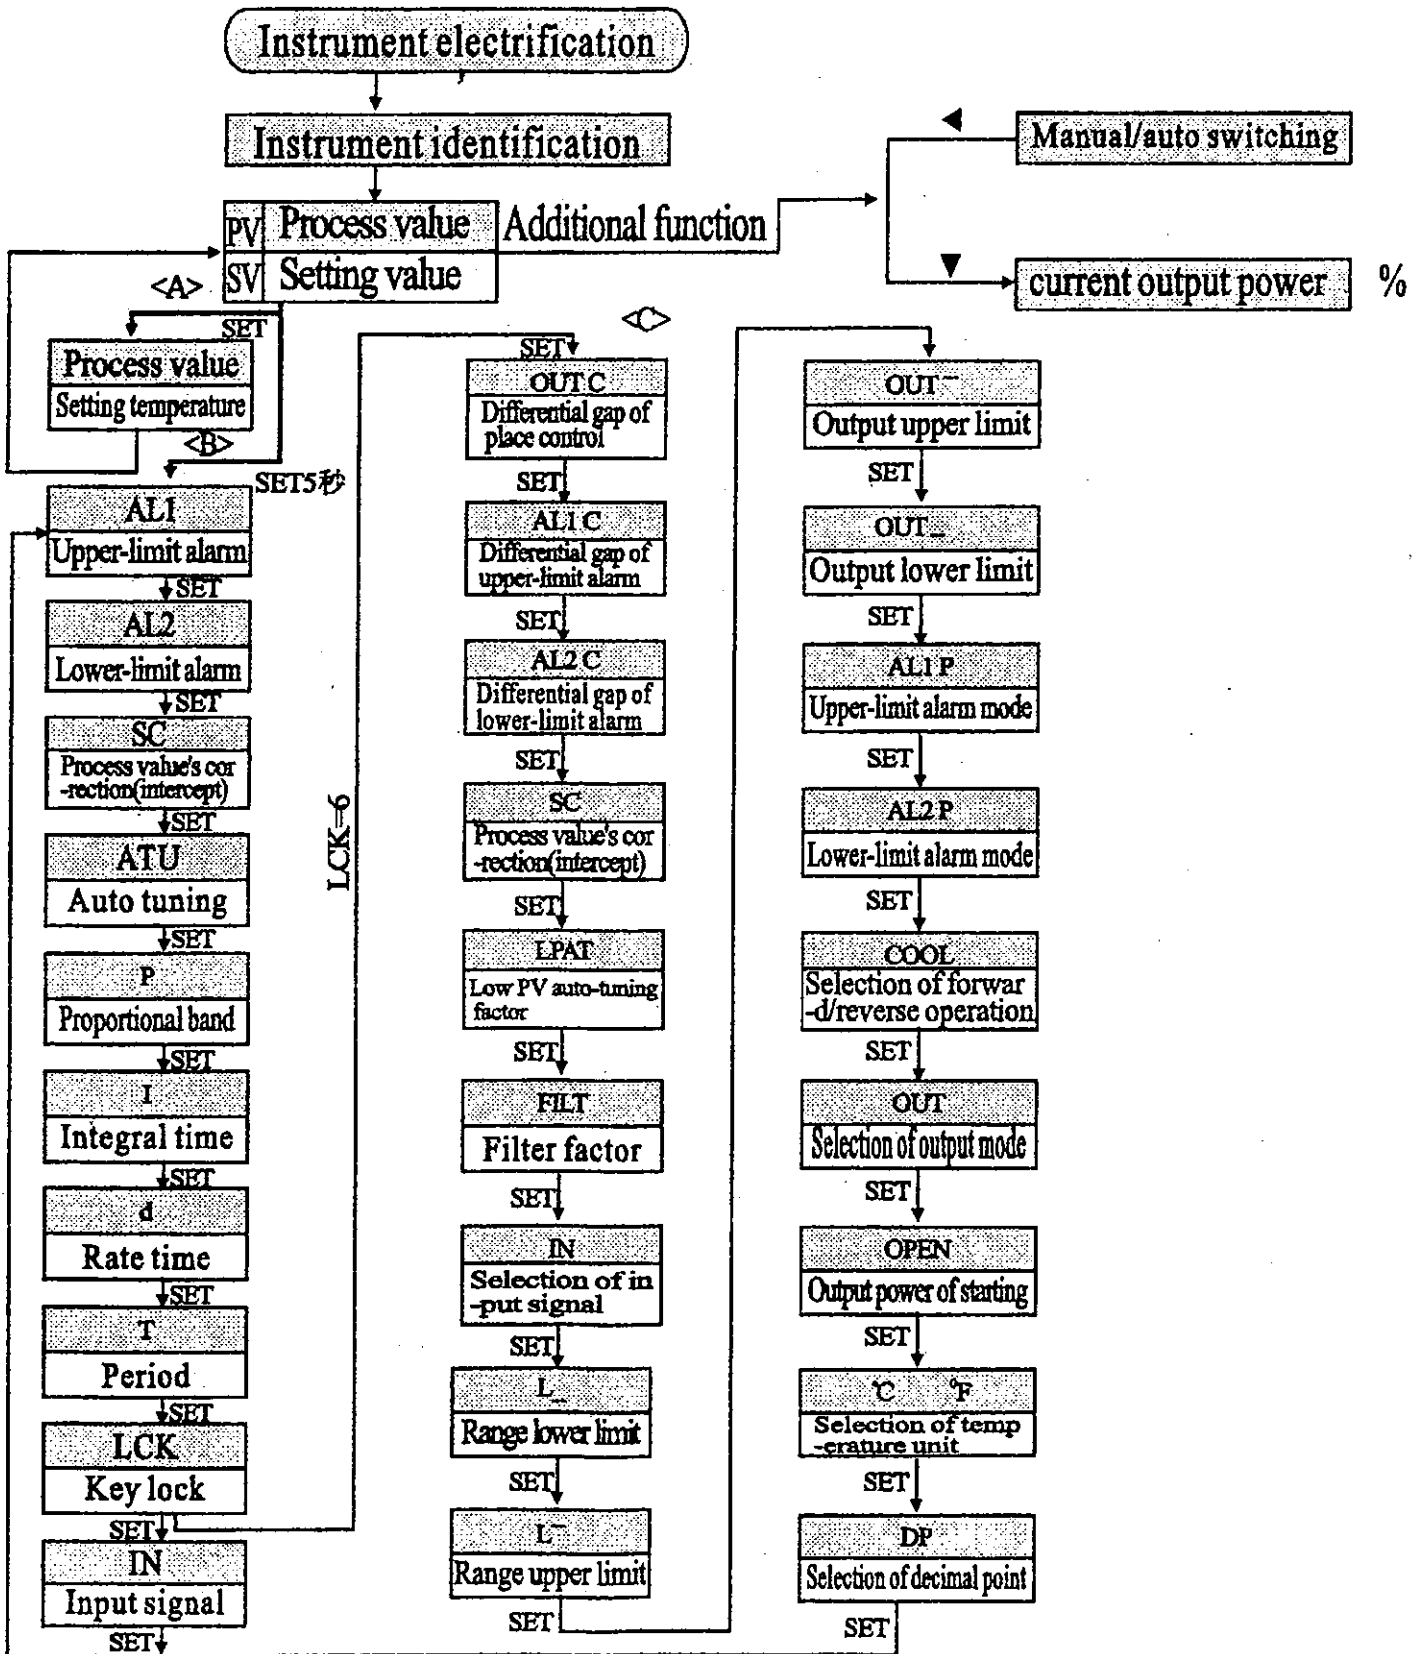 Instrument electrification
Instrument identification
Manual/auto switching
PV Process value
Additional function
SV Setting value
current output power %
<A>
SET
Process value
Setting temperature
<B>
SET5秒
AL1
Upper-limit alarm
SET
AL2
Lower-limit alarm
SET
SC
Process value's cor
-rection(intercept)
SET
ATU
Auto tuning
SET
P
Proportional band
SET
I
Integral time
SET
d
Rate time
SET
T
Period
SET
LCK
Key lock
SET
IN
Input signal
SET
LCK=6
<C>
SET
OUT C
Differential gap of
place control
SET
AL1 C
Differential gap of
upper-limit alarm
SET
AL2 C
Differential gap of
lower-limit alarm
SET
SC
Process value's cor
-rection(intercept)
SET
LPAT
Low PV auto-tuning
factor
SET
FILT
Filter factor
SET
IN
Selection of in
-put signal
SET
L_
Range lower limit
SET
L‾
Range upper limit
SET
OUT‾
Output upper limit
SET
OUT_
Output lower limit
SET
AL1 P
Upper-limit alarm mode
SET
AL2 P
Lower-limit alarm mode
SET
COOL
Selection of forwar
-d/reverse operation
SET
OUT
Selection of output mode
SET
OPEN
Output power of starting
SET
℃ ℉
Selection of temp
-erature unit
SET
DP
Selection of decimal point
SET